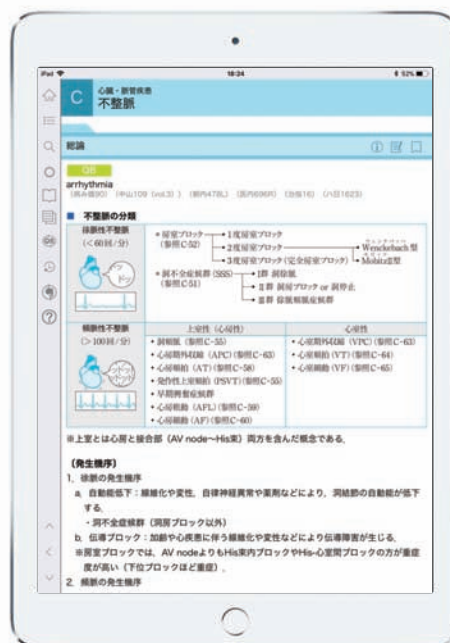 iPad
18:24
52%
C
心臓・脈管疾患
不整脈
総論
arrhythmia
■ 不整脈の分類
徐脈性不整脈
(<60回/分)
＊房室ブロック
(参照C-52)
1度房室ブロック
2度房室ブロック
3度房室ブロック(完全房室ブロック)
Wenckebach型
MobitzⅡ型
＊洞不全症候群(SSS)
(参照C-51)
Ⅰ群 洞徐脈
Ⅱ群 洞房ブロック or 洞停止
Ⅲ群 徐脈頻脈症候群
頻脈性不整脈
(>100回/分)
上室性(心房性)
・洞頻脈(参照C-55)
・心房期外収縮(APC)(参照C-63)
・心房頻拍(AT)(参照C-58)
・発作性上室頻拍(PSVT)(参照C-55)
・早期興奮症候群
・心房粗動(AFL)(参照C-59)
・心房細動(AF)(参照C-60)
心室性
・心室期外収縮(VPC)(参照C-63)
・心室頻拍(VT)(参照C-64)
・心室細動(VF)(参照C-65)
※上室とは心房と接合部(AV node〜His束)両方を含んだ概念である．
〔発生機序〕
1．徐脈の発生機序
a．自動能低下：線維化や変性，自律神経異常や薬剤などにより，洞結節の自動能が低下
する．
・洞不全症候群(洞房ブロック以外)
b．伝導ブロック：加齢や心疾患に伴う線維化や変性などにより伝導障害が生じる．
※房室ブロックでは，AV nodeよりもHis束内ブロックやHis-心室間ブロックの方が重症
度が高い(下位ブロックほど重症)．
2．頻脈の発生機序